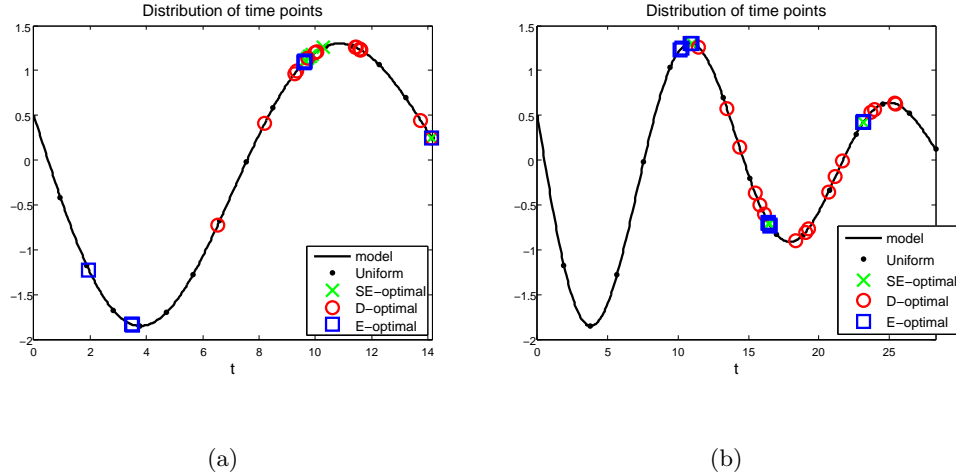 Distribution of time points
1.5
1
0.5
0
−0.5
−1
−1.5
−2
0 2 4 6 8 10 12 14
t
model
Uniform
SE−optimal
D−optimal
E−optimal
(a)
Distribution of time points
1.5
1
0.5
0
−0.5
−1
−1.5
−2
0 5 10 15 20 25
t
model
Uniform
SE−optimal
D−optimal
E−optimal
(b)